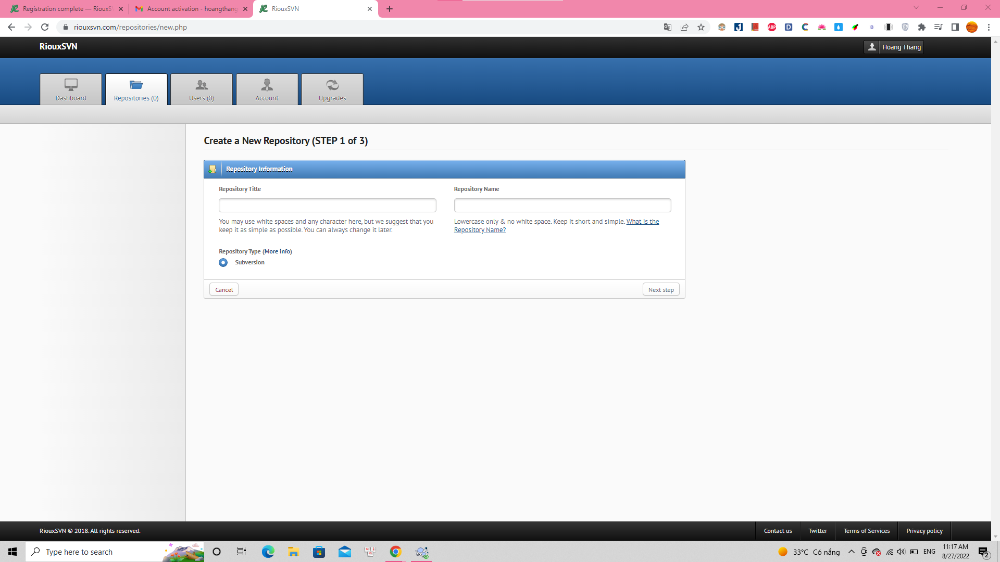 Registration complete — RiouxSV
Account activation - hoangthang
RiouxSVN
riouxsvn.com/repositories/new.php
ABP
D
C
B
RiouxSVN
Hoang Thang
Dashboard
Repositories (0)
Users (0)
Account
Upgrades
Create a New Repository (STEP 1 of 3)
Repository Information
Repository Title
Repository Name
You may use white spaces and any character here, but we suggest that you
keep it as simple as possible. You can always change it later.
Lowercase only & no white space. Keep it short and simple. What is the
Repository Name?
Repository Type (More info)
Subversion
Cancel
Next step
RiouxSVN © 2018. All rights reserved.
Contact us
Twitter
Terms of Services
Privacy policy
Type here to search
33°C Có nắng
ENG
11:17 AM
8/27/2022
2